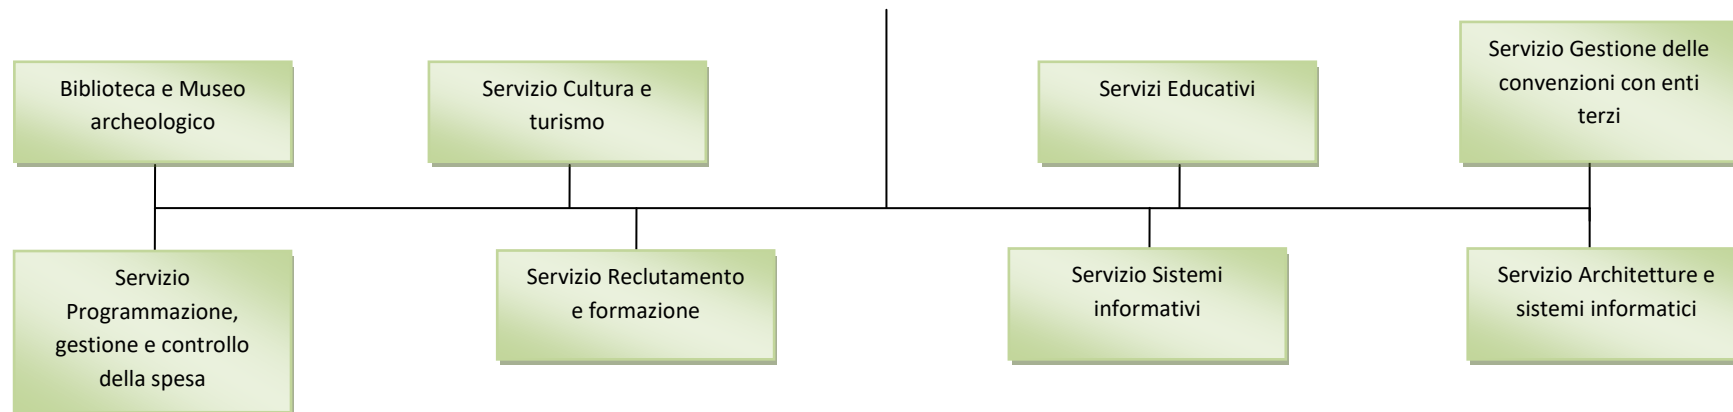 Biblioteca e Museo
archeologico
Servizio Cultura e
turismo
Servizi Educativi
Servizio Gestione delle
convenzioni con enti
terzi
Servizio
Programmazione,
gestione e controllo
della spesa
Servizio Reclutamento
e formazione
Servizio Sistemi
informativi
Servizio Architetture e
sistemi informatici